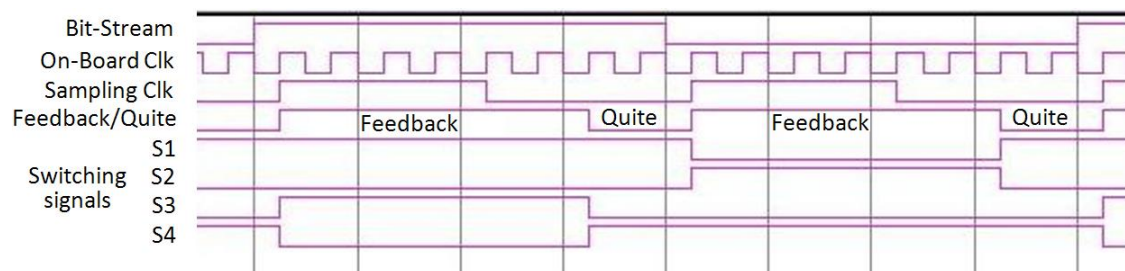 Bit-Stream
On-Board Clk
Sampling Clk
Feedback/Quite
Feedback
Quite
Feedback
Quite
S1
Switching signals
S2
S3
S4